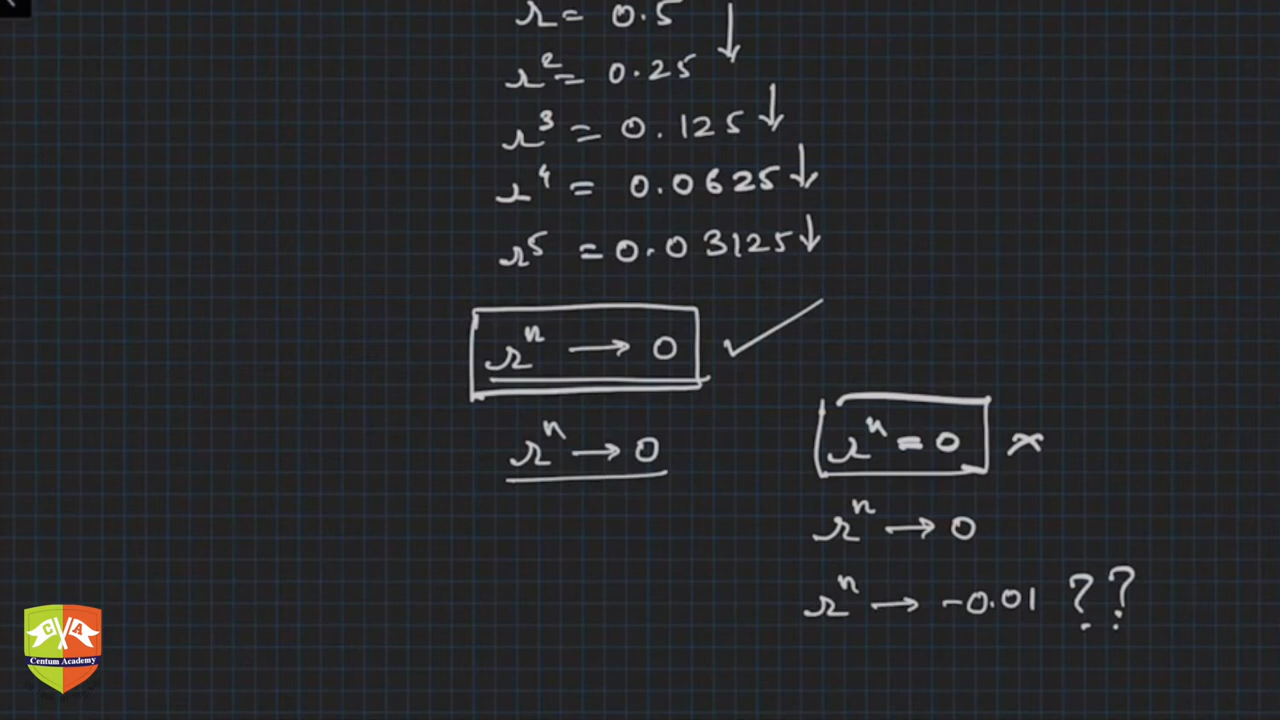 r = 0.5 ↓
r² = 0.25 ↓
r³ = 0.125 ↓
r⁴ = 0.0625 ↓
r⁵ = 0.03125 ↓
rⁿ → 0 ✓
rⁿ → 0
rⁿ = 0 ×
rⁿ → 0
rⁿ → -0.01 ??
C A
Centum Academy